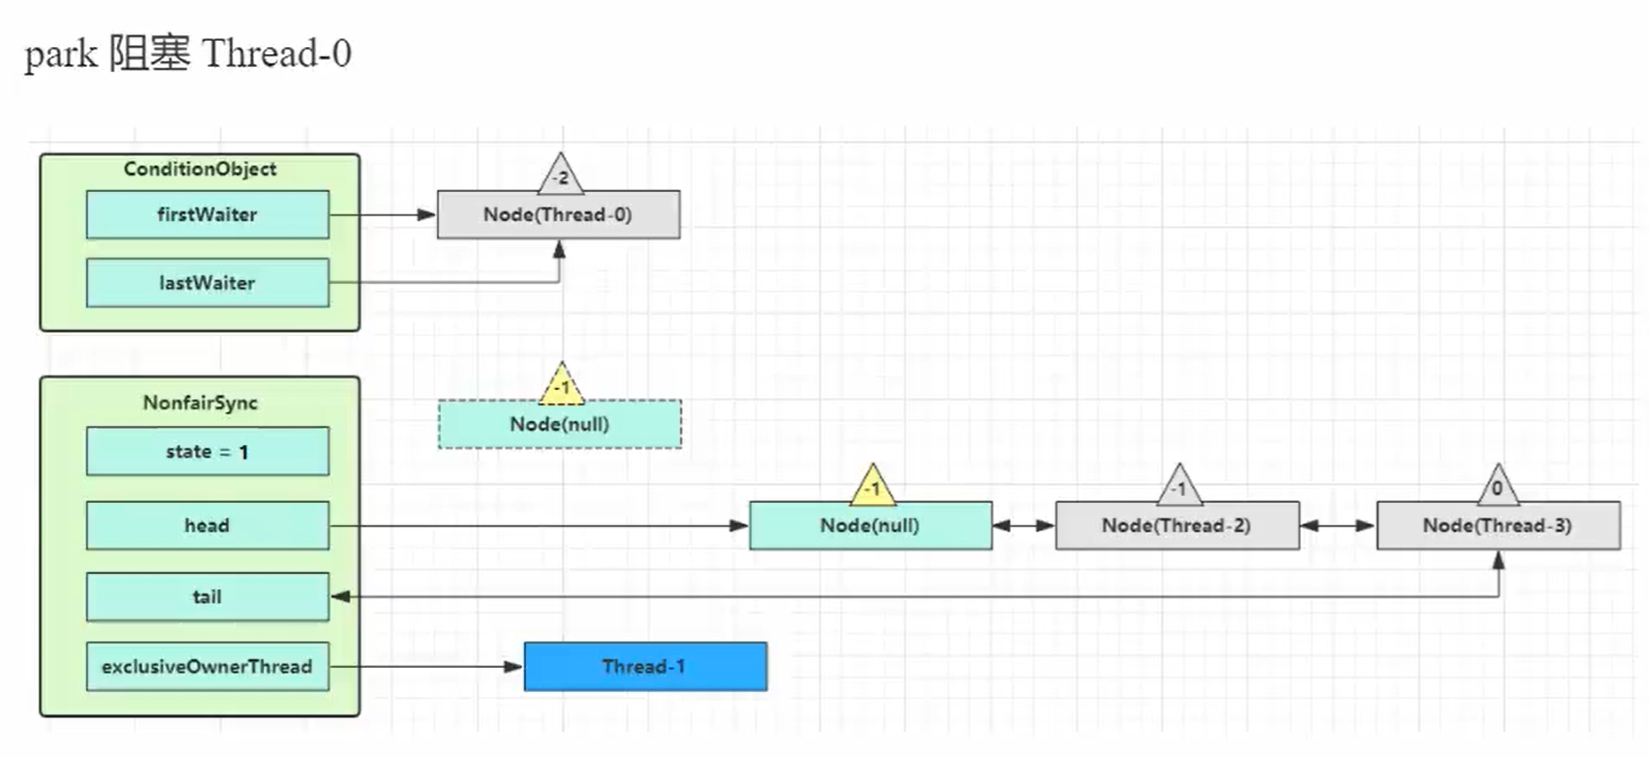 park 阻塞 Thread-0
ConditionObject
-2
firstWaiter
Node(Thread-0)
lastWaiter
-1
NonfairSync
Node(null)
state = 1
-1
-1
0
head
Node(null)
Node(Thread-2)
Node(Thread-3)
tail
exclusiveOwnerThread
Thread-1